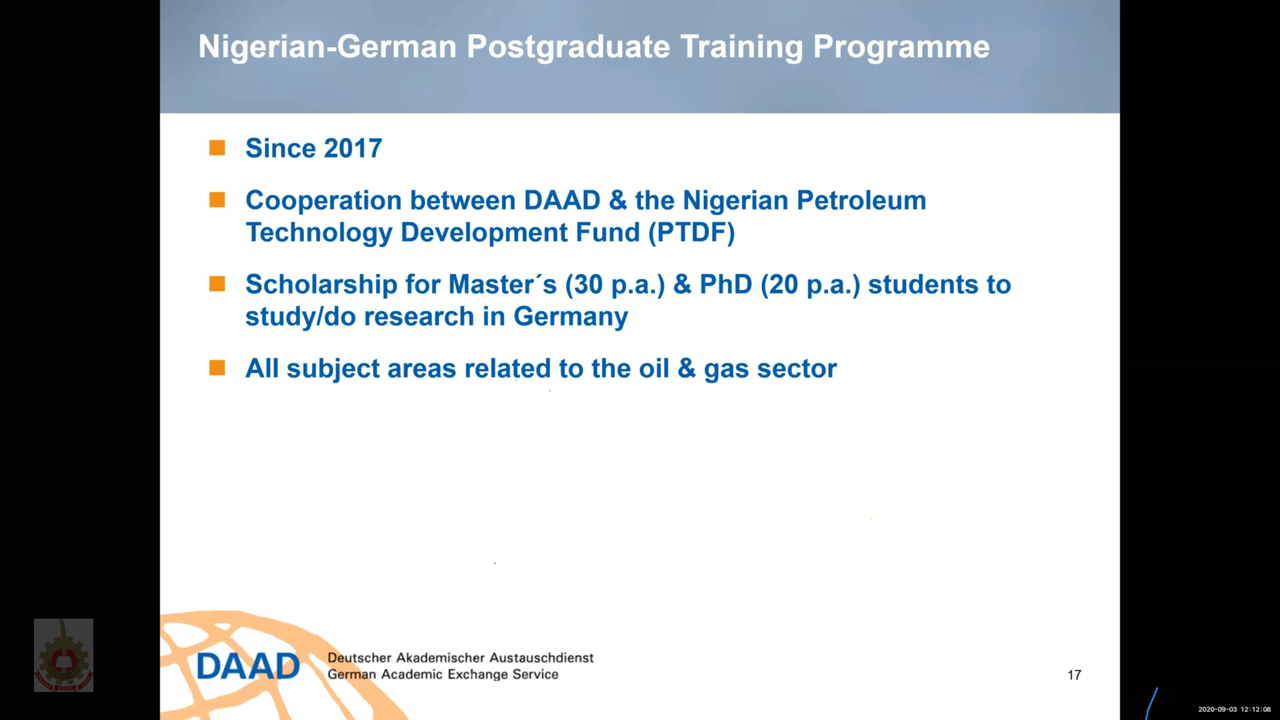 Nigerian-German Postgraduate Training Programme
Since 2017
Cooperation between DAAD & the Nigerian Petroleum
Technology Development Fund (PTDF)
Scholarship for Master´s (30 p.a.) & PhD (20 p.a.) students to
study/do research in Germany
All subject areas related to the oil & gas sector
DAAD
Deutscher Akademischer Austauschdienst
German Academic Exchange Service
17
2020-09-03 12:12:08